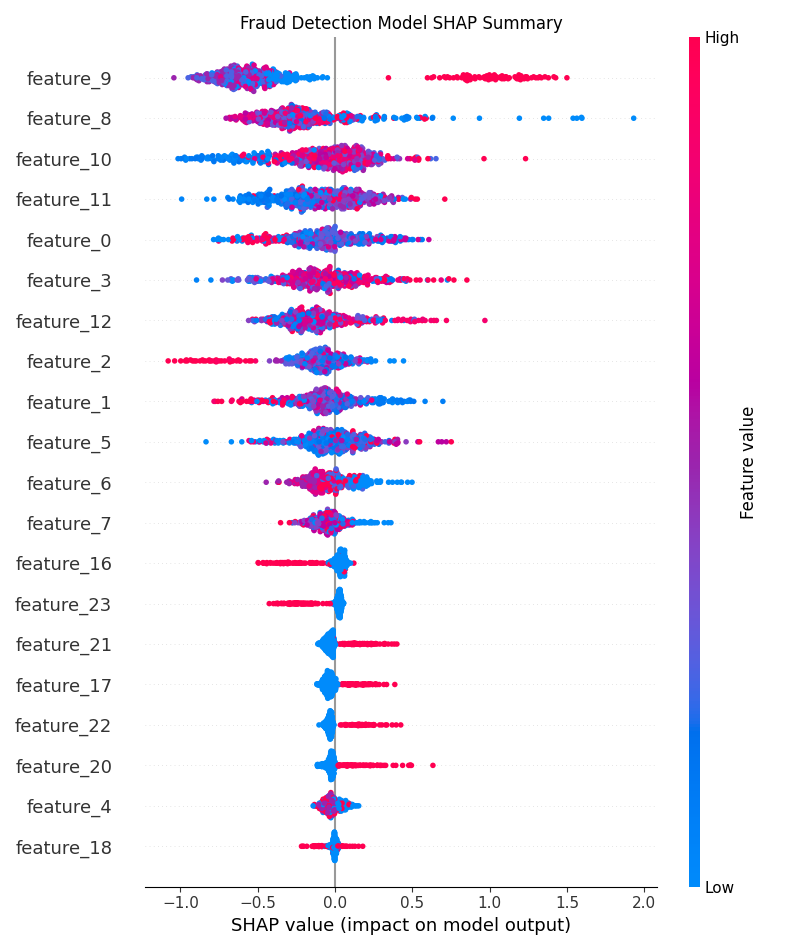 Fraud Detection Model SHAP Summary
High
feature_9
feature_8
feature_10
feature_11
feature_0
feature_3
feature_12
feature_2
feature_1
feature_5
feature_6
feature_7
feature_16
feature_23
feature_21
feature_17
feature_22
feature_20
feature_4
feature_18
Feature value
Low
−1.0 −0.5 0.0 0.5 1.0 1.5 2.0
SHAP value (impact on model output)